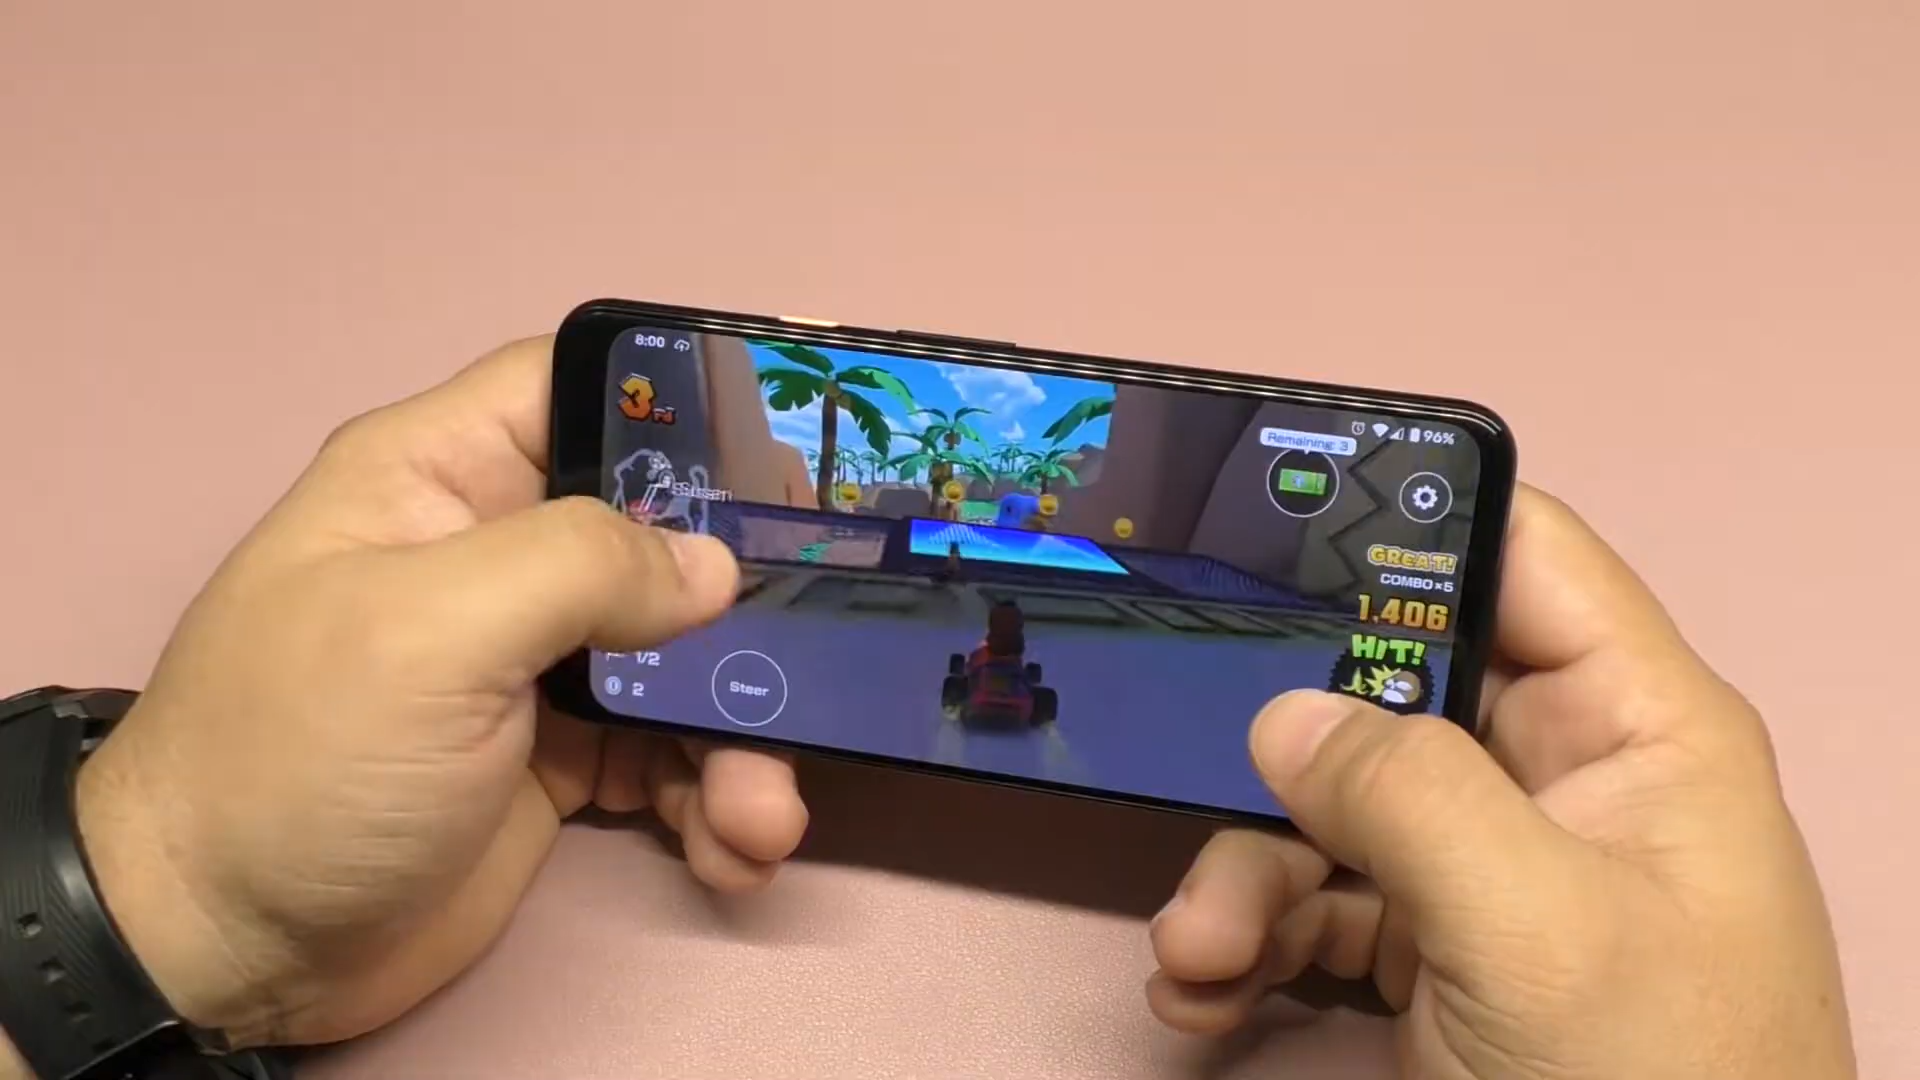 8:00
96%
3rd
Remaining: 3
GREAT!
COMBO×5
1,406
HIT!
1/2
2
Steer